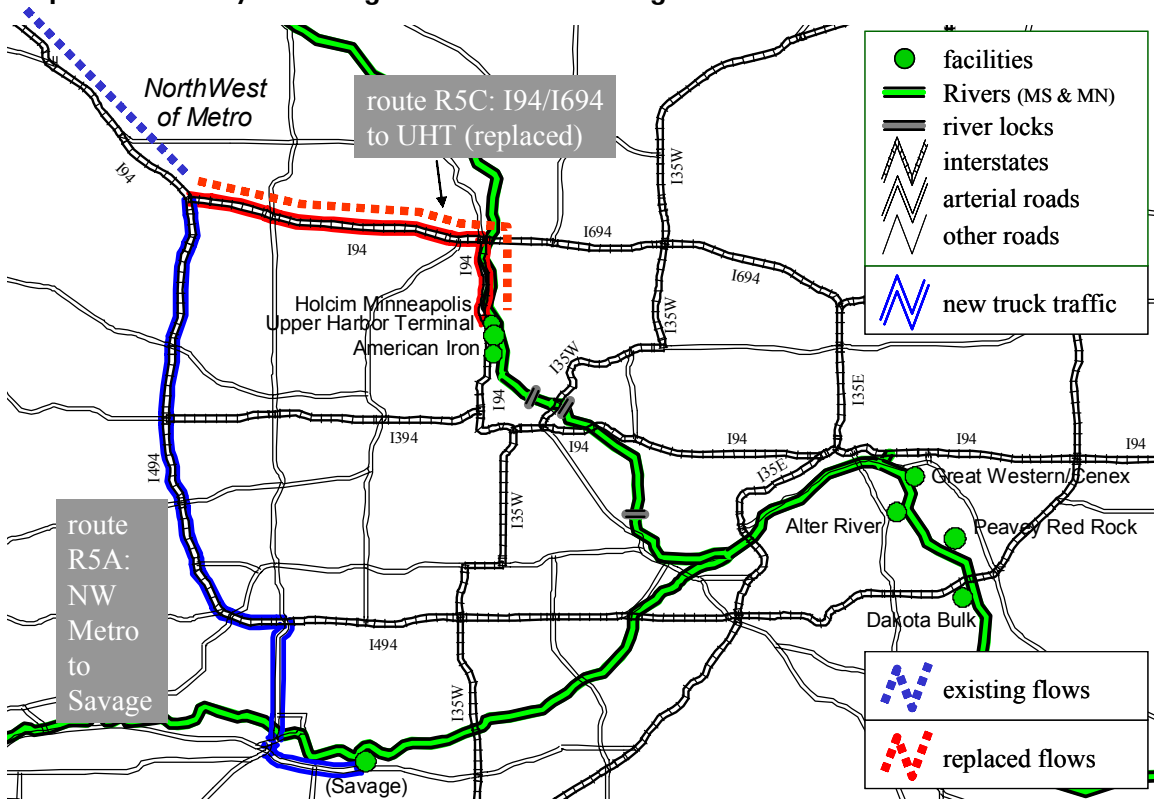 NorthWest
of Metro
route R5C: I94/I694
to UHT (replaced)
facilities
Rivers (MS & MN)
river locks
interstates
arterial roads
other roads
new truck traffic
I94
I35W
I94
I694
I94
I694
Holcim Minneapolis
Upper Harbor Terminal
American Iron
I35W
I35W
I94
I35E
I394
I94
I94
I94
I94
I494
I35W
I35E
Great Western/Cenex
Alter River
Peavey Red Rock
route
R5A:
NW
Metro
to
Savage
Dakota Bulk
I494
I35W
existing flows
replaced flows
(Savage)